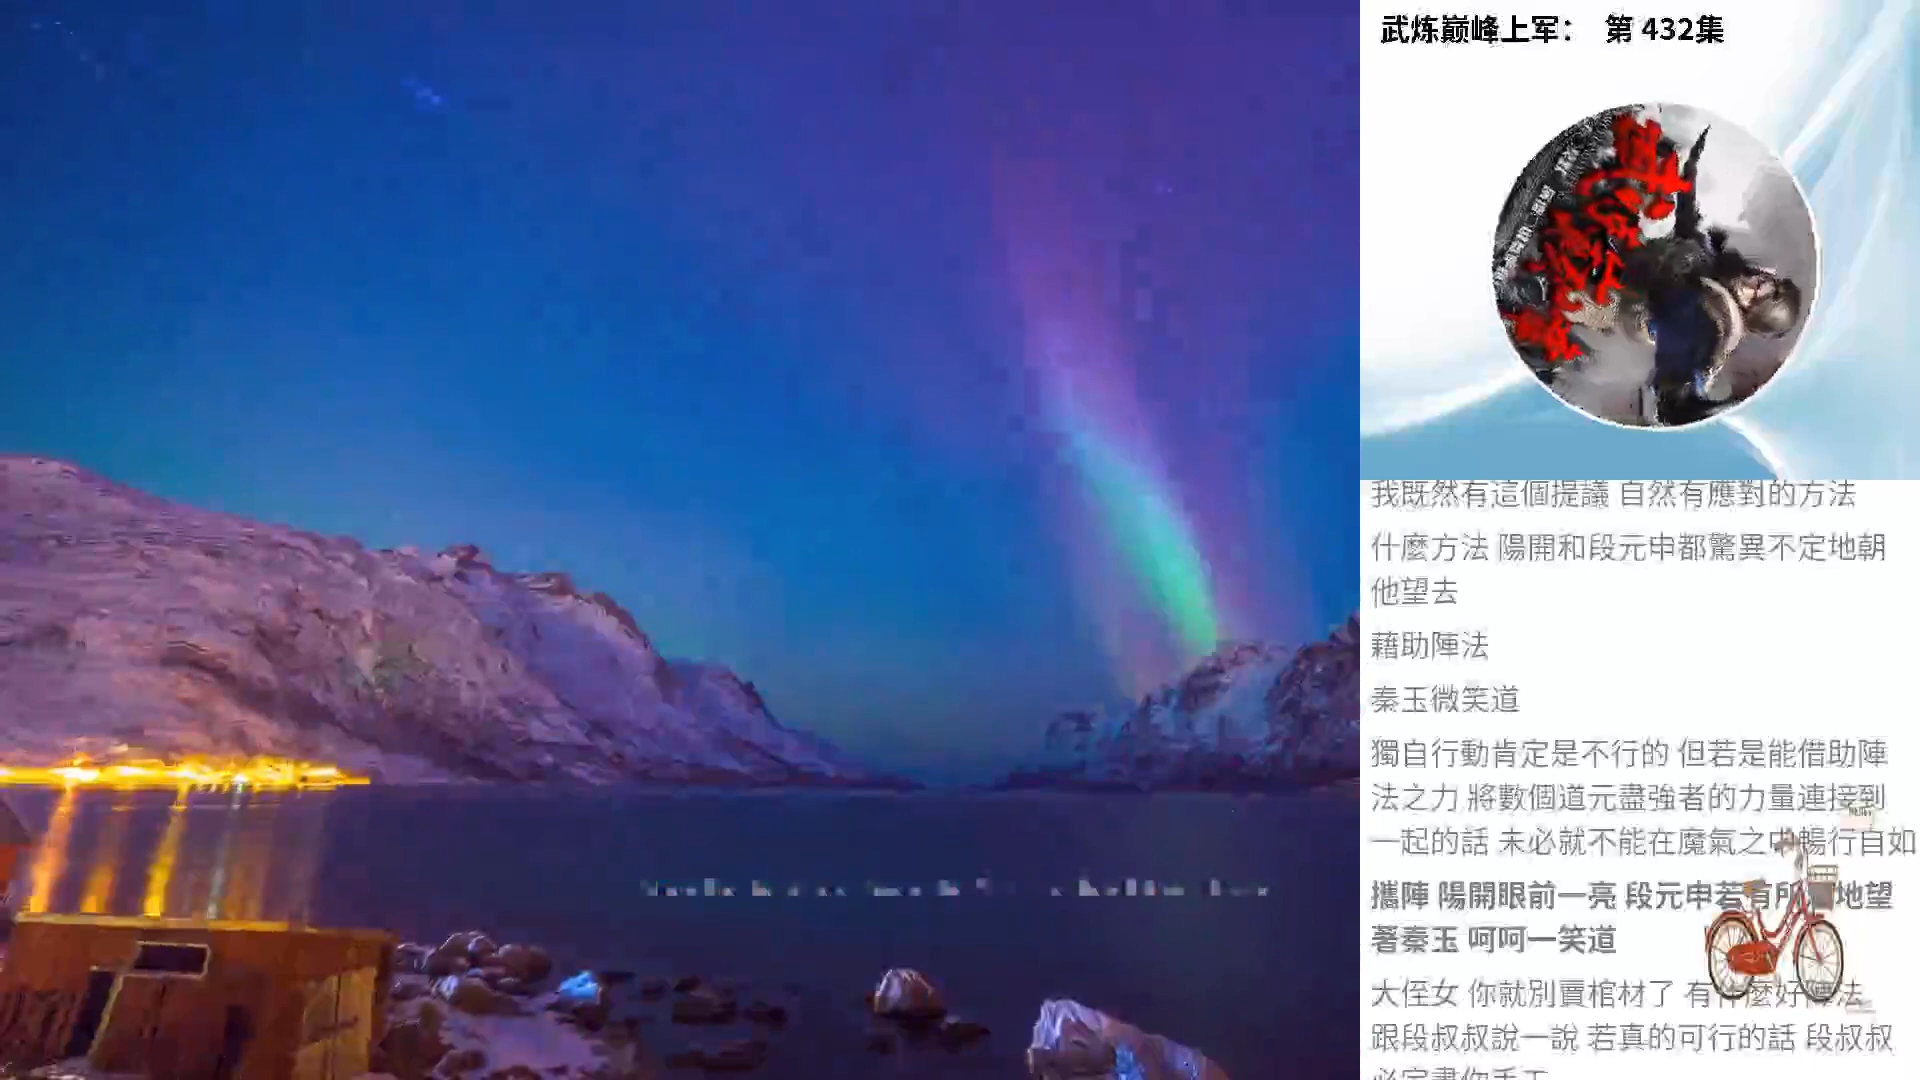 武炼巅峰上军： 第 432集
我既然有這個提議 自然有應對的方法
什麼方法 陽開和段元申都驚異不定地朝
他望去
藉助陣法
秦玉微笑道
獨自行動肯定是不行的 但若是能借助陣
法之力 將數個道元盡強者的力量連接到
一起的話 未必就不能在魔氣之中暢行自如
攜陣 陽開眼前一亮 段元申若有所 地望
著秦玉 呵呵一笑道
大侄女 你就別賣棺材了 有什麼好陣法
跟段叔叔說一說 若真的可行的話 段叔叔